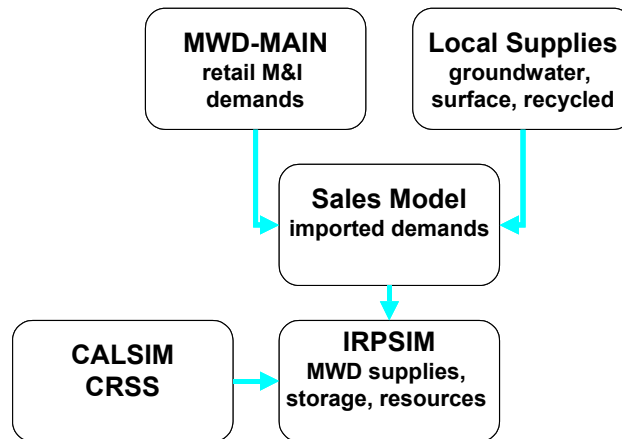 MWD-MAIN
retail M&I
demands
Local Supplies
groundwater,
surface, recycled
Sales Model
imported demands
CALSIM
CRSS
IRPSIM
MWD supplies,
storage, resources